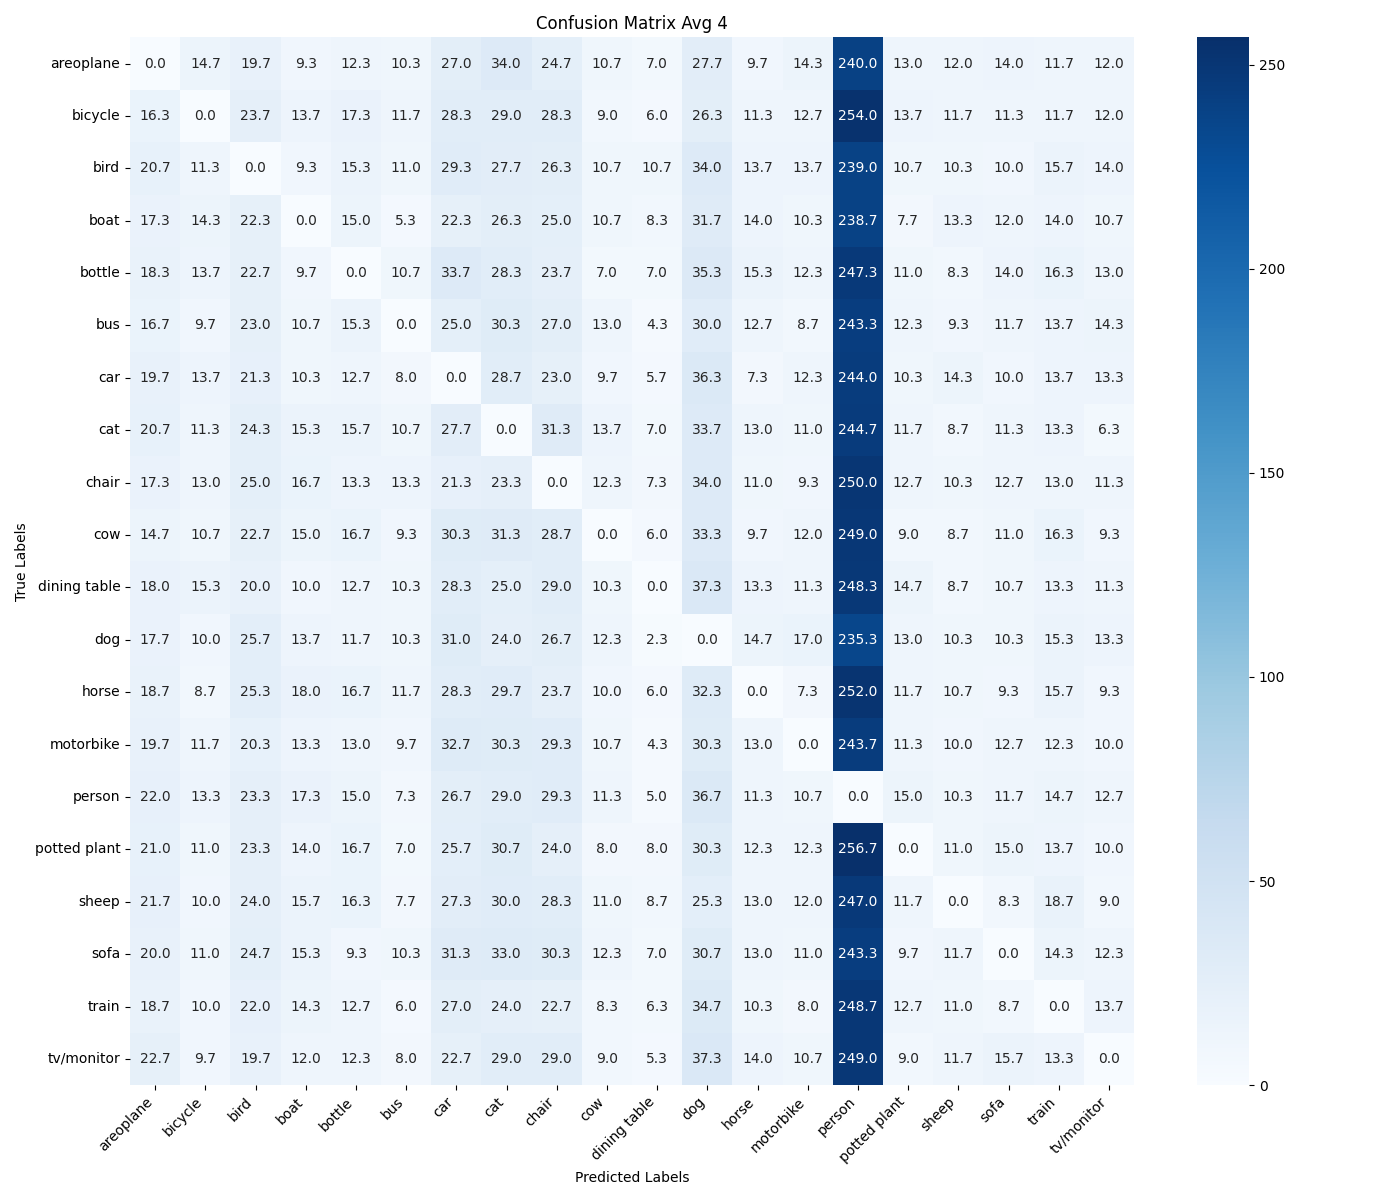 Confusion Matrix Avg 4
areoplane 0.0 14.7 19.7 9.3 12.3 10.3 27.0 34.0 24.7 10.7 7.0 27.7 9.7 14.3 240.0 13.0 12.0 14.0 11.7 12.0
bicycle 16.3 0.0 23.7 13.7 17.3 11.7 28.3 29.0 28.3 9.0 6.0 26.3 11.3 12.7 254.0 13.7 11.7 11.3 11.7 12.0
bird 20.7 11.3 0.0 9.3 15.3 11.0 29.3 27.7 26.3 10.7 10.7 34.0 13.7 13.7 239.0 10.7 10.3 10.0 15.7 14.0
boat 17.3 14.3 22.3 0.0 15.0 5.3 22.3 26.3 25.0 10.7 8.3 31.7 14.0 10.3 238.7 7.7 13.3 12.0 14.0 10.7
bottle 18.3 13.7 22.7 9.7 0.0 10.7 33.7 28.3 23.7 7.0 7.0 35.3 15.3 12.3 247.3 11.0 8.3 14.0 16.3 13.0
bus 16.7 9.7 23.0 10.7 15.3 0.0 25.0 30.3 27.0 13.0 4.3 30.0 12.7 8.7 243.3 12.3 9.3 11.7 13.7 14.3
car 19.7 13.7 21.3 10.3 12.7 8.0 0.0 28.7 23.0 9.7 5.7 36.3 7.3 12.3 244.0 10.3 14.3 10.0 13.7 13.3
cat 20.7 11.3 24.3 15.3 15.7 10.7 27.7 0.0 31.3 13.7 7.0 33.7 13.0 11.0 244.7 11.7 8.7 11.3 13.3 6.3
chair 17.3 13.0 25.0 16.7 13.3 13.3 21.3 23.3 0.0 12.3 7.3 34.0 11.0 9.3 250.0 12.7 10.3 12.7 13.0 11.3
cow 14.7 10.7 22.7 15.0 16.7 9.3 30.3 31.3 28.7 0.0 6.0 33.3 9.7 12.0 249.0 9.0 8.7 11.0 16.3 9.3
dining table 18.0 15.3 20.0 10.0 12.7 10.3 28.3 25.0 29.0 10.3 0.0 37.3 13.3 11.3 248.3 14.7 8.7 10.7 13.3 11.3
dog 17.7 10.0 25.7 13.7 11.7 10.3 31.0 24.0 26.7 12.3 2.3 0.0 14.7 17.0 235.3 13.0 10.3 10.3 15.3 13.3
horse 18.7 8.7 25.3 18.0 16.7 11.7 28.3 29.7 23.7 10.0 6.0 32.3 0.0 7.3 252.0 11.7 10.7 9.3 15.7 9.3
motorbike 19.7 11.7 20.3 13.3 13.0 9.7 32.7 30.3 29.3 10.7 4.3 30.3 13.0 0.0 243.7 11.3 10.0 12.7 12.3 10.0
person 22.0 13.3 23.3 17.3 15.0 7.3 26.7 29.0 29.3 11.3 5.0 36.7 11.3 10.7 0.0 15.0 10.3 11.7 14.7 12.7
potted plant 21.0 11.0 23.3 14.0 16.7 7.0 25.7 30.7 24.0 8.0 8.0 30.3 12.3 12.3 256.7 0.0 11.0 15.0 13.7 10.0
sheep 21.7 10.0 24.0 15.7 16.3 7.7 27.3 30.0 28.3 11.0 8.7 25.3 13.0 12.0 247.0 11.7 0.0 8.3 18.7 9.0
sofa 20.0 11.0 24.7 15.3 9.3 10.3 31.3 33.0 30.3 12.3 7.0 30.7 13.0 11.0 243.3 9.7 11.7 0.0 14.3 12.3
train 18.7 10.0 22.0 14.3 12.7 6.0 27.0 24.0 22.7 8.3 6.3 34.7 10.3 8.0 248.7 12.7 11.0 8.7 0.0 13.7
tv/monitor 22.7 9.7 19.7 12.0 12.3 8.0 22.7 29.0 29.0 9.0 5.3 37.3 14.0 10.7 249.0 9.0 11.7 15.7 13.3 0.0
areoplane bicycle bird boat bottle bus car cat chair cow dining table dog horse motorbike person potted plant sheep sofa train tv/monitor
Predicted Labels
True Labels
250
200
150
100
50
0